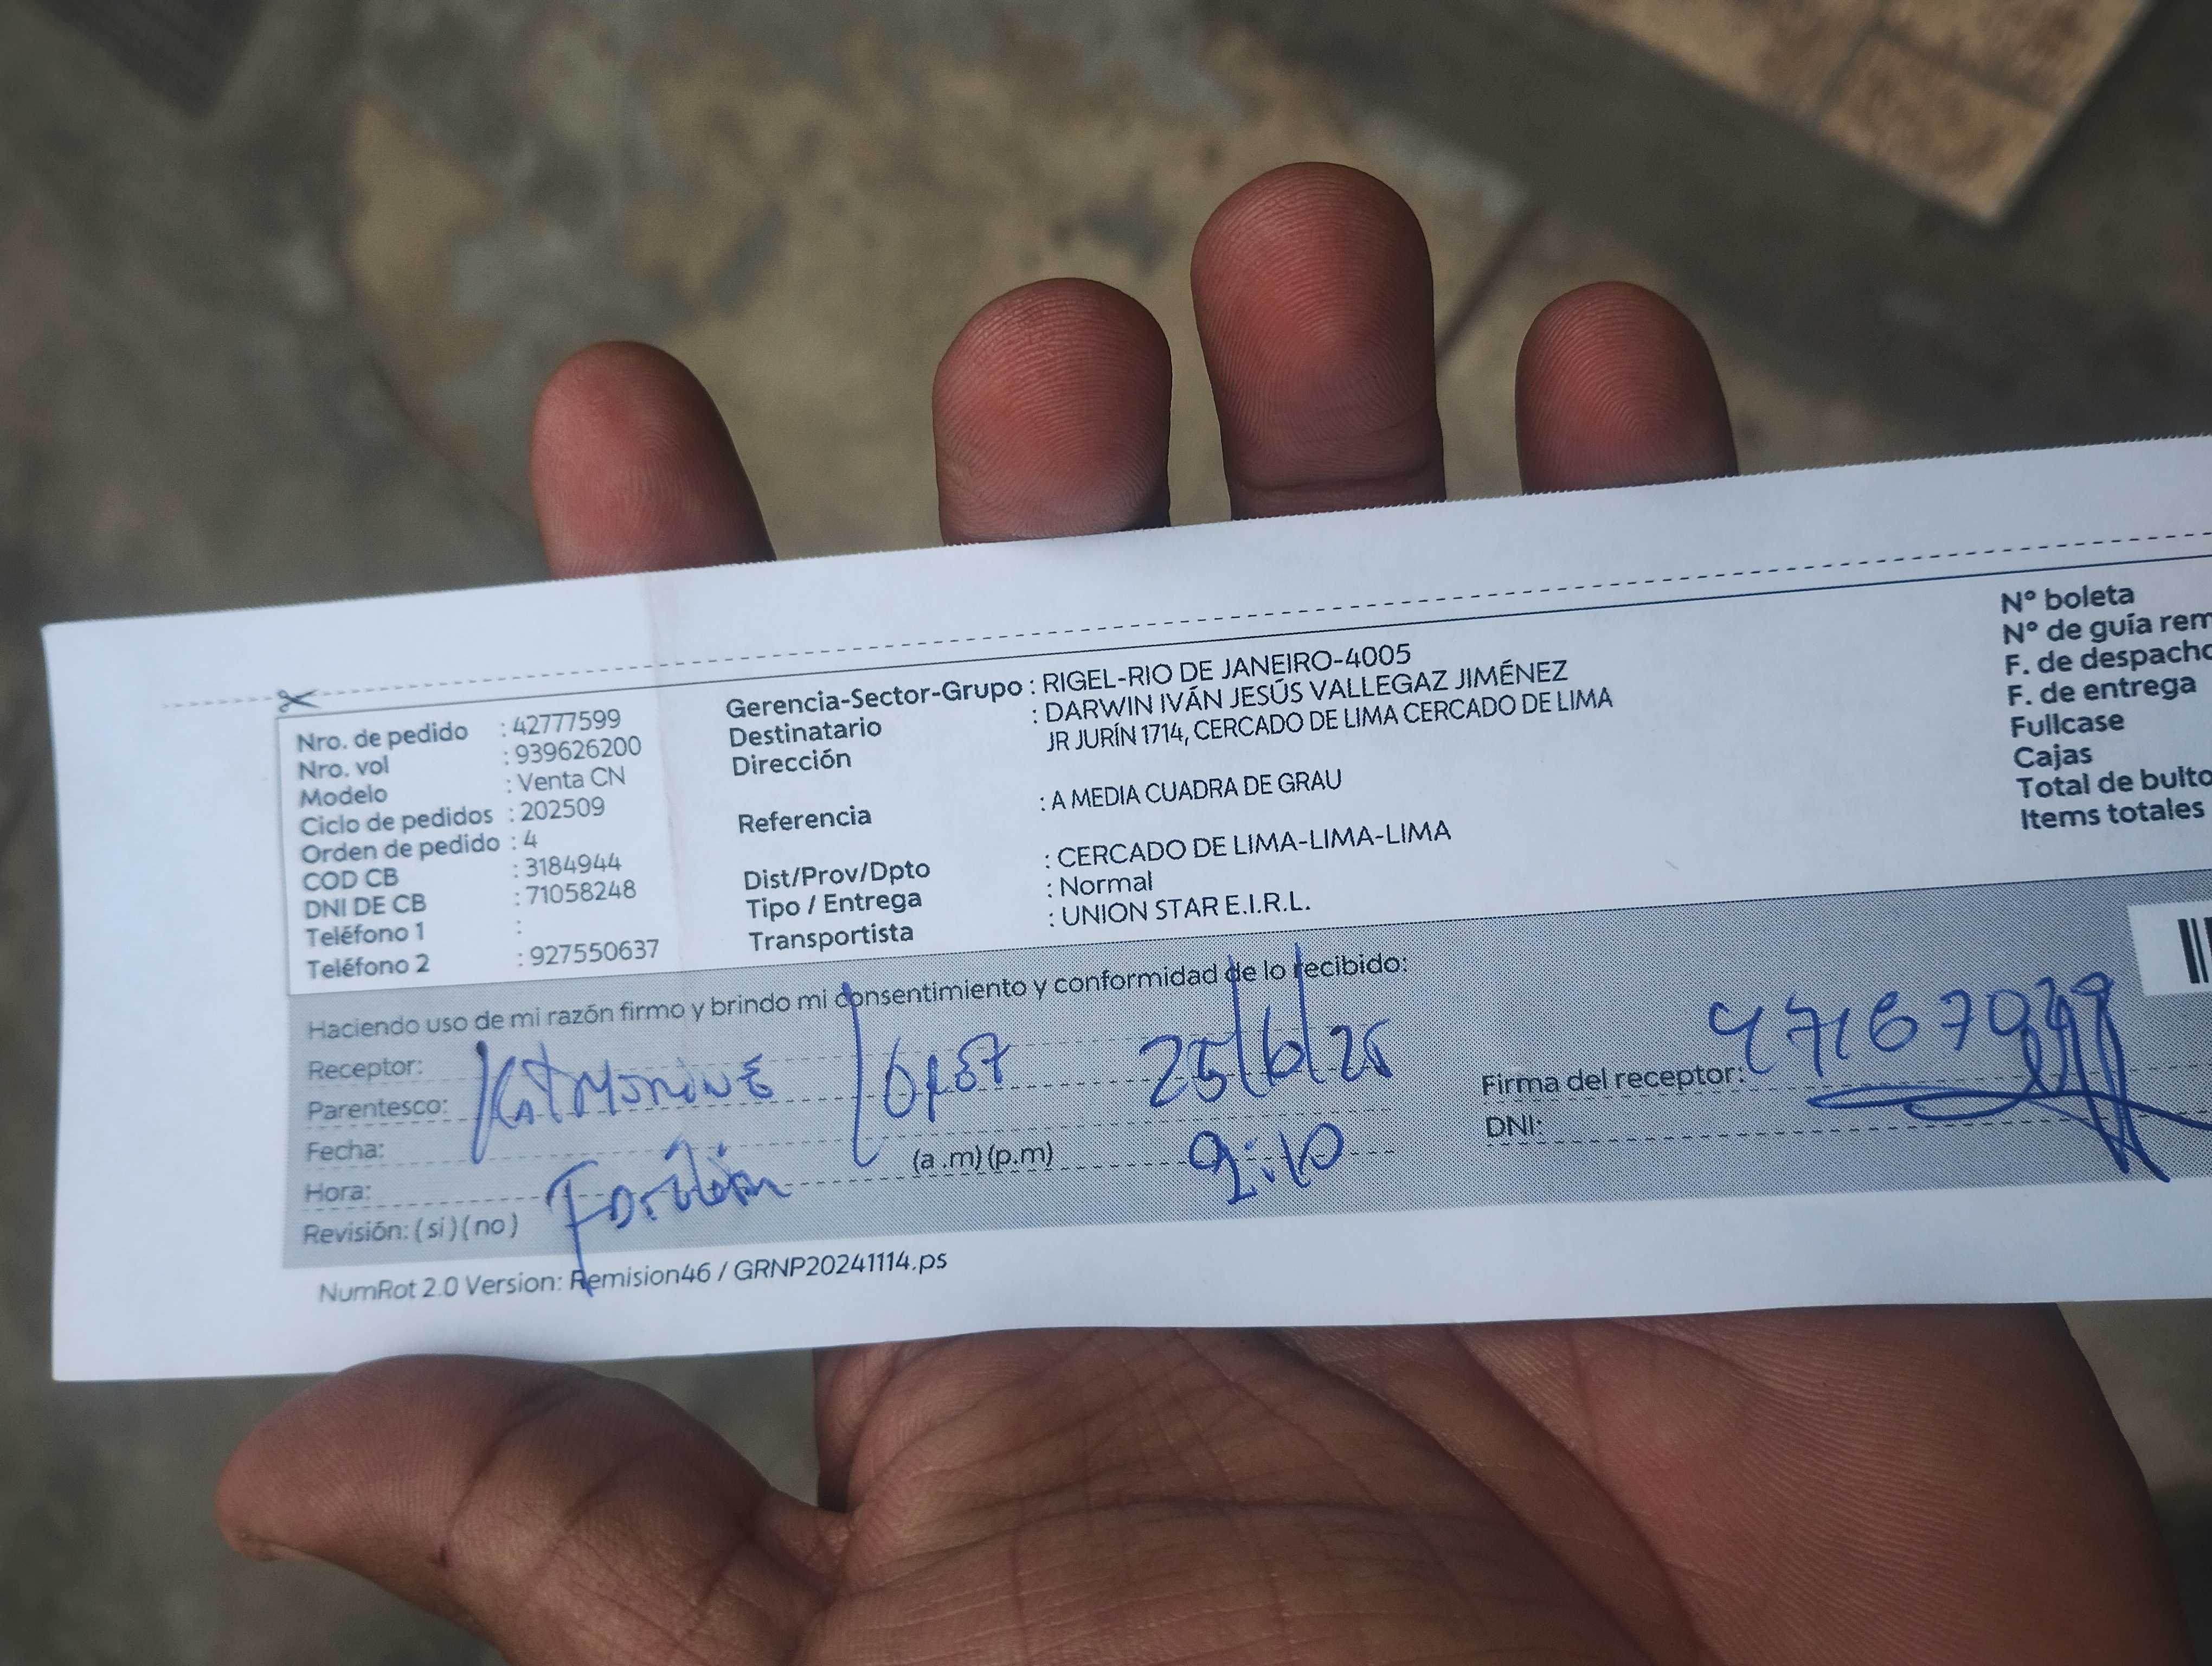 Nro. de pedido : 42777599
Nro. vol : 939626200
Modelo : Venta CN
Ciclo de pedidos : 202509
Orden de pedido : 4
COD CB : 3184944
DNI DE CB : 71058248
Teléfono 1 :
Teléfono 2 : 927550637
Gerencia-Sector-Grupo : RIGEL-RIO DE JANEIRO-4005
Destinatario : DARWIN IVÁN JESÚS VALLEGAZ JIMÉNEZ
Dirección JR JURÍN 1714, CERCADO DE LIMA CERCADO DE LIMA
Referencia : A MEDIA CUADRA DE GRAU
Dist/Prov/Dpto : CERCADO DE LIMA-LIMA-LIMA
Tipo / Entrega : Normal
Transportista : UNION STAR E.I.R.L.
N° boleta
N° de guía rem
F. de despacho
F. de entrega
Fullcase
Cajas
Total de bulto
Items totales
Haciendo uso de mi razón firmo y brindo mi consentimiento y conformidad de lo recibido:
Receptor:
Parentesco:
Fecha: 25/6/25
Hora: (a .m) (p.m) 9:10
Revisión: ( si ) ( no )
Firma del receptor:
DNI:
NumRot 2.0 Version: Remision46 / GRNP20241114.ps